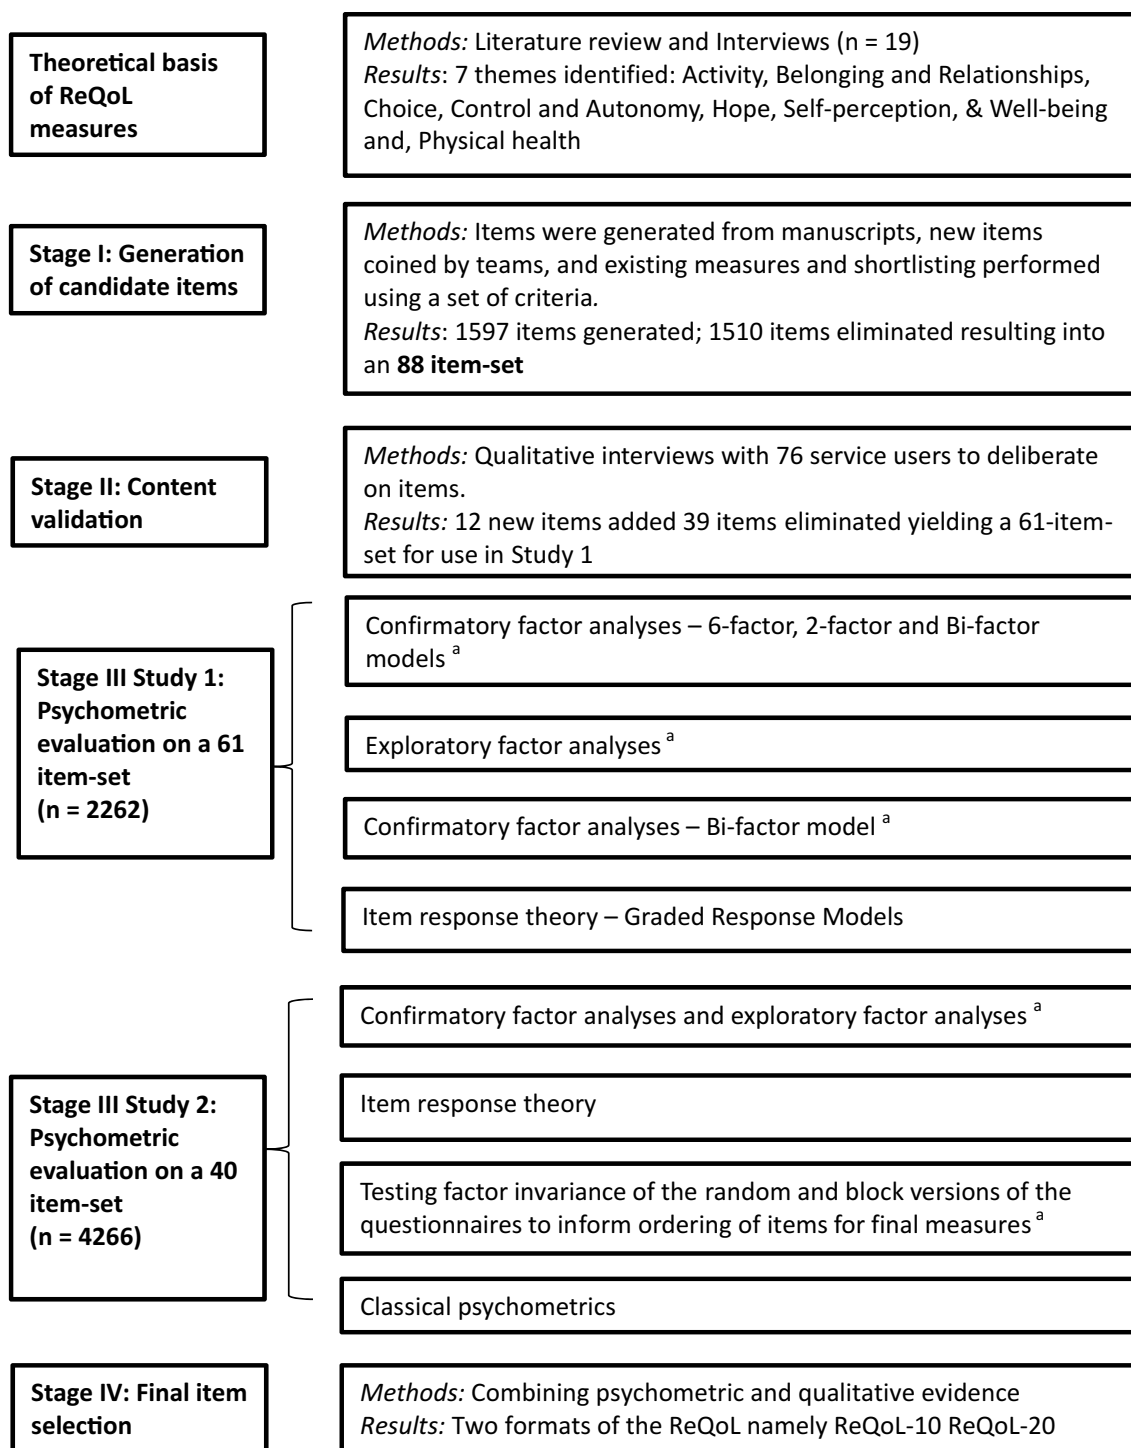 Theoretical basis
of ReQoL
measures
Methods: Literature review and Interviews (n = 19)
Results: 7 themes identified: Activity, Belonging and Relationships,
Choice, Control and Autonomy, Hope, Self-perception, & Well-being
and, Physical health
Stage I: Generation
of candidate items
Methods: Items were generated from manuscripts, new items
coined by teams, and existing measures and shortlisting performed
using a set of criteria.
Results: 1597 items generated; 1510 items eliminated resulting into
an 88 item-set
Stage II: Content
validation
Methods: Qualitative interviews with 76 service users to deliberate
on items.
Results: 12 new items added 39 items eliminated yielding a 61-item-
set for use in Study 1
Stage III Study 1:
Psychometric
evaluation on a 61
item-set
(n = 2262)
Confirmatory factor analyses – 6-factor, 2-factor and Bi-factor
models a
Exploratory factor analyses a
Confirmatory factor analyses – Bi-factor model a
Item response theory – Graded Response Models
Stage III Study 2:
Psychometric
evaluation on a 40
item-set
(n = 4266)
Confirmatory factor analyses and exploratory factor analyses a
Item response theory
Testing factor invariance of the random and block versions of the
questionnaires to inform ordering of items for final measures a
Classical psychometrics
Stage IV: Final item
selection
Methods: Combining psychometric and qualitative evidence
Results: Two formats of the ReQoL namely ReQoL-10 ReQoL-20